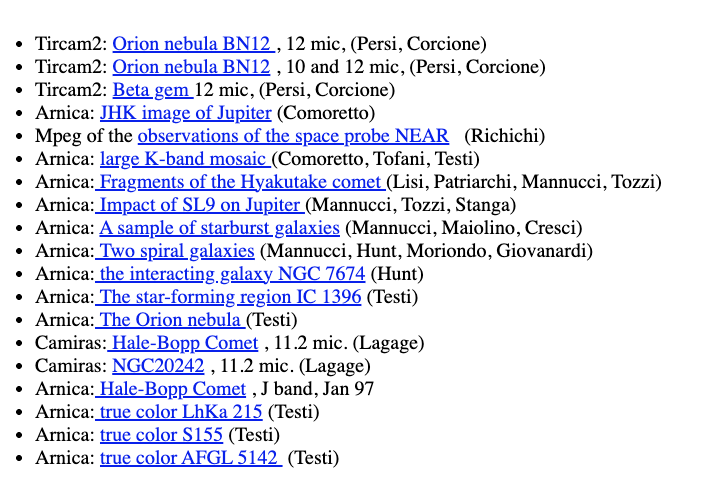 • Tircam2: Orion nebula BN12 , 12 mic, (Persi, Corcione)
• Tircam2: Orion nebula BN12 , 10 and 12 mic, (Persi, Corcione)
• Tircam2: Beta gem 12 mic, (Persi, Corcione)
• Arnica: JHK image of Jupiter (Comoretto)
• Mpeg of the observations of the space probe NEAR (Richichi)
• Arnica: large K-band mosaic (Comoretto, Tofani, Testi)
• Arnica: Fragments of the Hyakutake comet (Lisi, Patriarchi, Mannucci, Tozzi)
• Arnica: Impact of SL9 on Jupiter (Mannucci, Tozzi, Stanga)
• Arnica: A sample of starburst galaxies (Mannucci, Maiolino, Cresci)
• Arnica: Two spiral galaxies (Mannucci, Hunt, Moriondo, Giovanardi)
• Arnica: the interacting galaxy NGC 7674 (Hunt)
• Arnica: The star-forming region IC 1396 (Testi)
• Arnica: The Orion nebula (Testi)
• Camiras: Hale-Bopp Comet , 11.2 mic. (Lagage)
• Camiras: NGC20242 , 11.2 mic. (Lagage)
• Arnica: Hale-Bopp Comet , J band, Jan 97
• Arnica: true color LhKa 215 (Testi)
• Arnica: true color S155 (Testi)
• Arnica: true color AFGL 5142 (Testi)